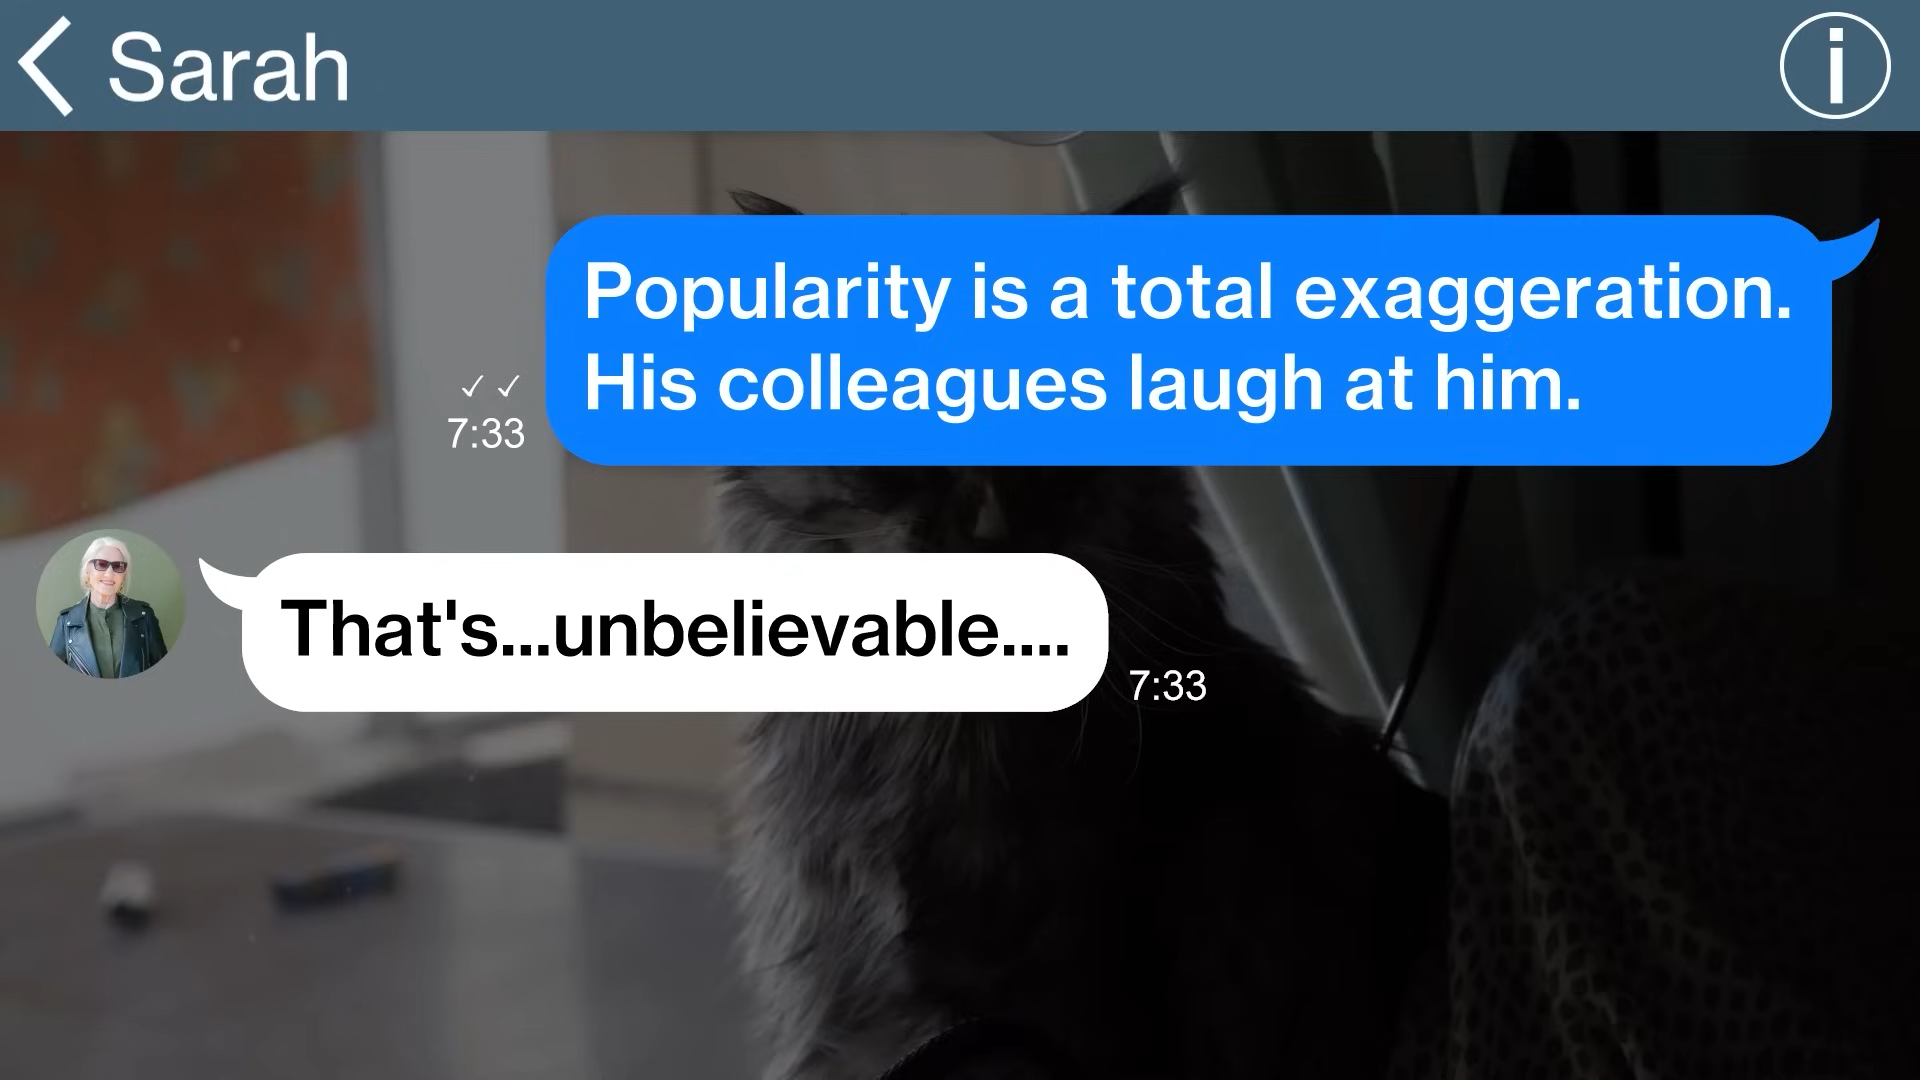 Sarah
Popularity is a total exaggeration.
His colleagues laugh at him.
✓ ✓
7:33
That's...unbelievable....
7:33